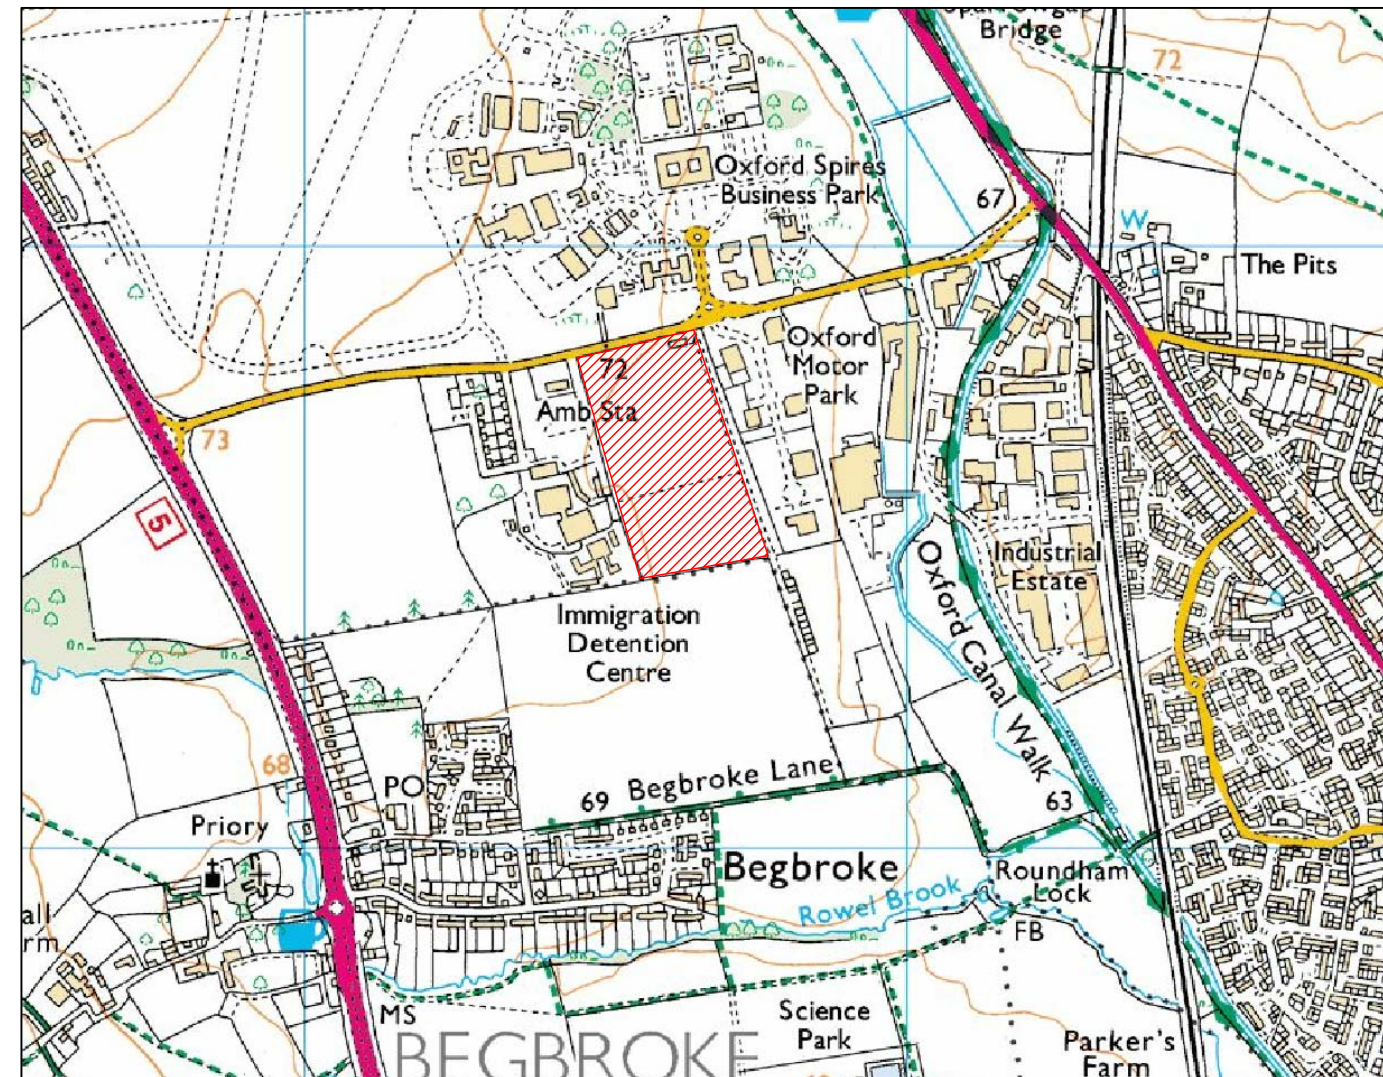 Bridge
72
Oxford Spires
Business Park
67
W
The Pits
Oxford
Motor
Park
72
Amb Sta
73
5
Industrial
Estate
Oxford Canal Walk
Immigration
Detention
Centre
68
PO
69
Begbroke Lane
63
Priory
Begbroke
Roundham
Lock
Rowel Brook
FB
all
rm
MS
Science
Park
Parker's
Farm
BEGBROKE